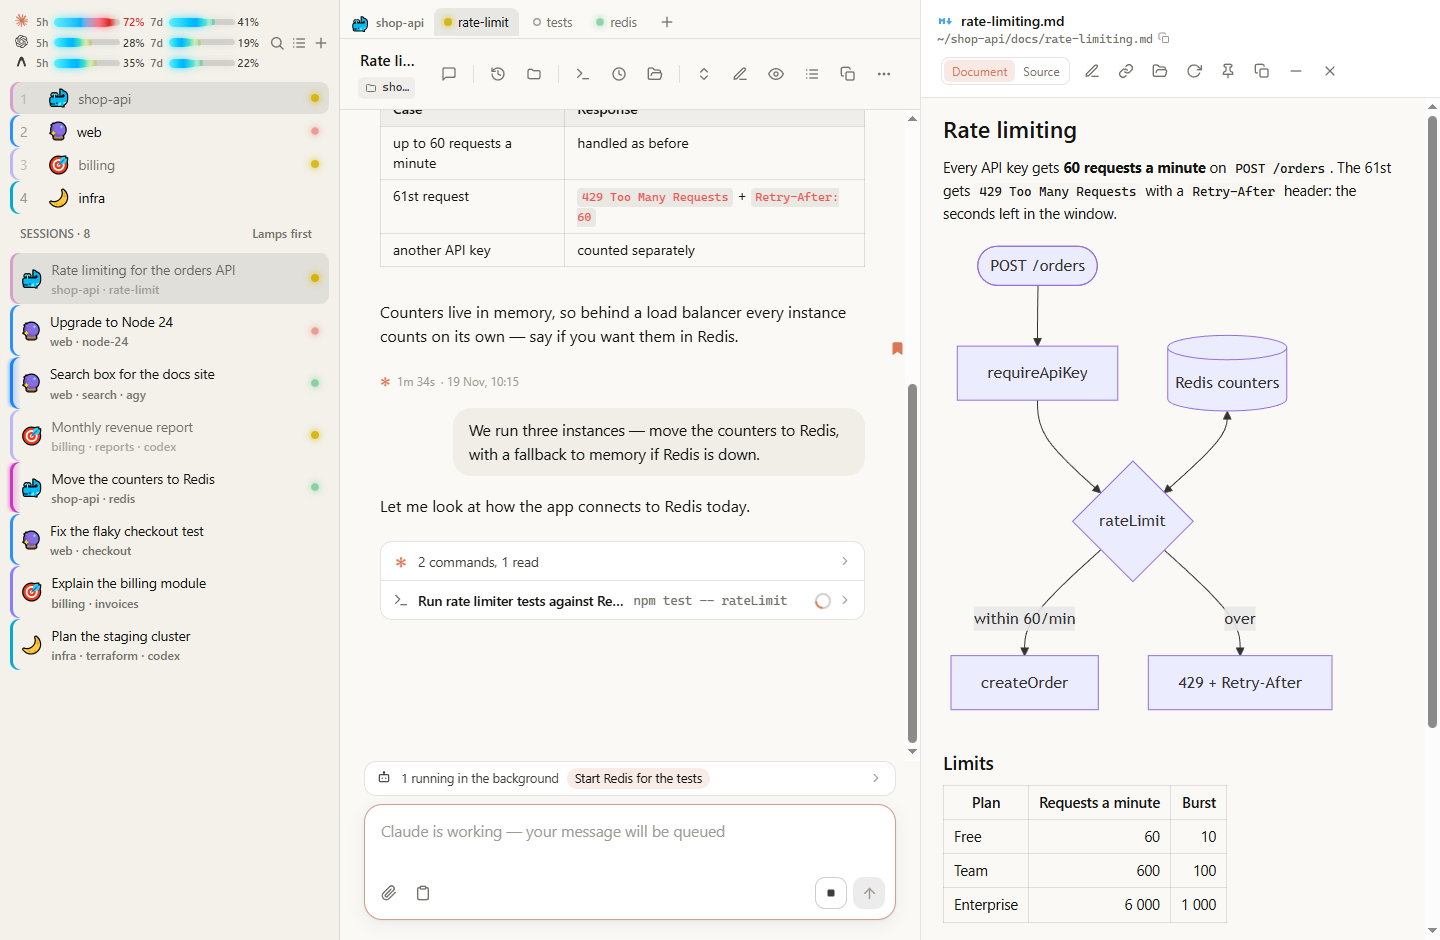 5h 72% 7d 41%
5h 28% 7d 19%
5h 35% 7d 22%
1 shop-api
2 web
3 billing
4 infra
SESSIONS · 8 Lamps first
Rate limiting for the orders API
shop-api · rate-limit
Upgrade to Node 24
web · node-24
Search box for the docs site
web · search · agy
Monthly revenue report
billing · reports · codex
Move the counters to Redis
shop-api · redis
Fix the flaky checkout test
web · checkout
Explain the billing module
billing · invoices
Plan the staging cluster
infra · terraform · codex
shop-api rate-limit tests redis
Rate li...
sho...
Case Response
up to 60 requests a minute handled as before
61st request 429 Too Many Requests + Retry-After: 60
another API key counted separately
Counters live in memory, so behind a load balancer every instance
counts on its own — say if you want them in Redis.
1m 34s · 19 Nov, 10:15
We run three instances — move the counters to Redis,
with a fallback to memory if Redis is down.
Let me look at how the app connects to Redis today.
2 commands, 1 read
Run rate limiter tests against Re... npm test -- rateLimit
1 running in the background Start Redis for the tests
Claude is working — your message will be queued
rate-limiting.md
~/shop-api/docs/rate-limiting.md
Document Source
Rate limiting
Every API key gets 60 requests a minute on POST /orders. The 61st
gets 429 Too Many Requests with a Retry-After header: the
seconds left in the window.
POST /orders
requireApiKey
Redis counters
rateLimit
within 60/min
over
createOrder
429 + Retry-After
Limits
Plan Requests a minute Burst
Free 60 10
Team 600 100
Enterprise 6 000 1 000